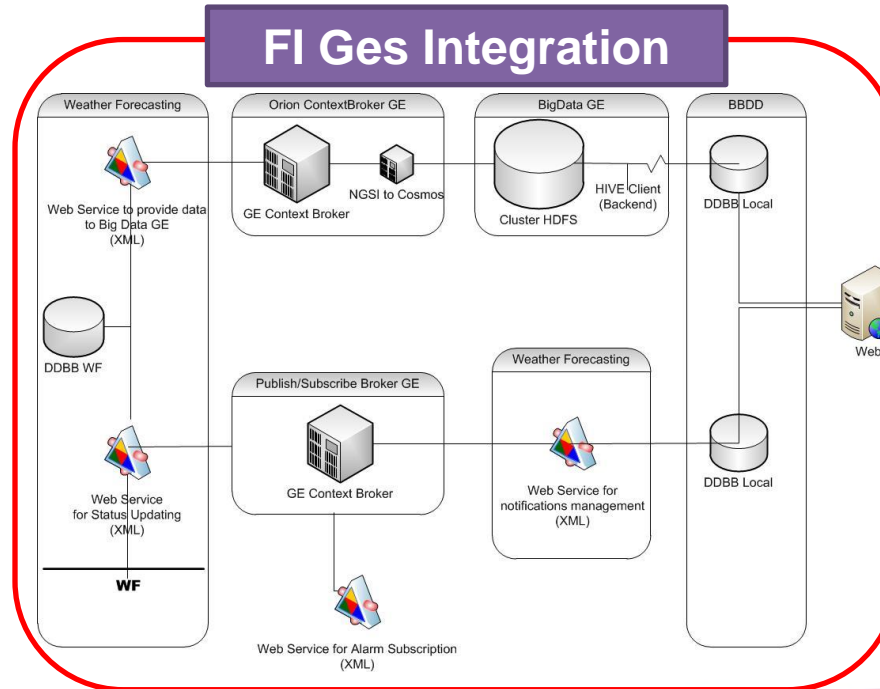 FI Ges Integration
Weather Forecasting
Orion ContextBroker GE
BigData GE
BBDD
Web Service to provide data
to Big Data GE
(XML)
GE Context Broker
NGSI to Cosmos
Cluster HDFS
HIVE Client
(Backend)
DDBB Local
DDBB WF
Web
Publish/Subscribe Broker GE
Weather Forecasting
Web Service
for Status Updating
(XML)
GE Context Broker
Web Service for
notifications management
(XML)
DDBB Local
WF
Web Service for Alarm Subscription
(XML)